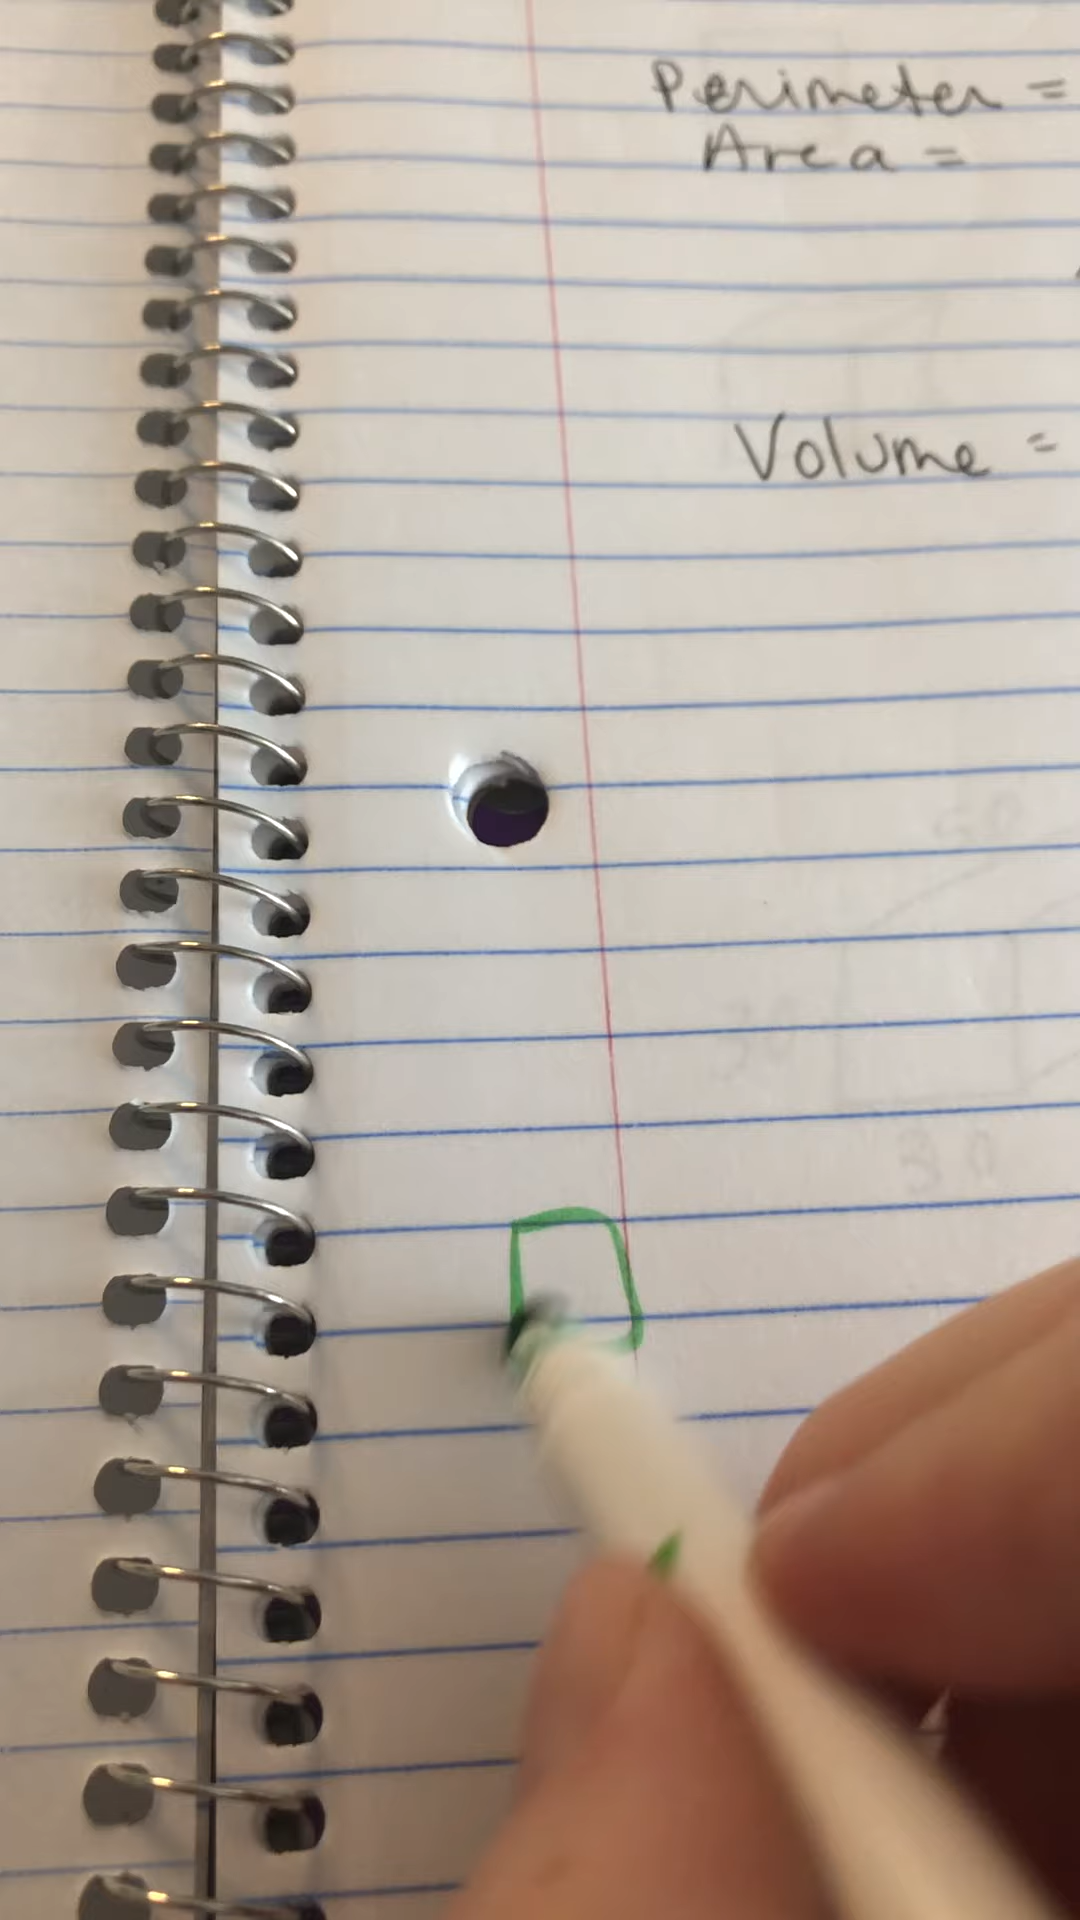 Perimeter =
Area =
Volume =